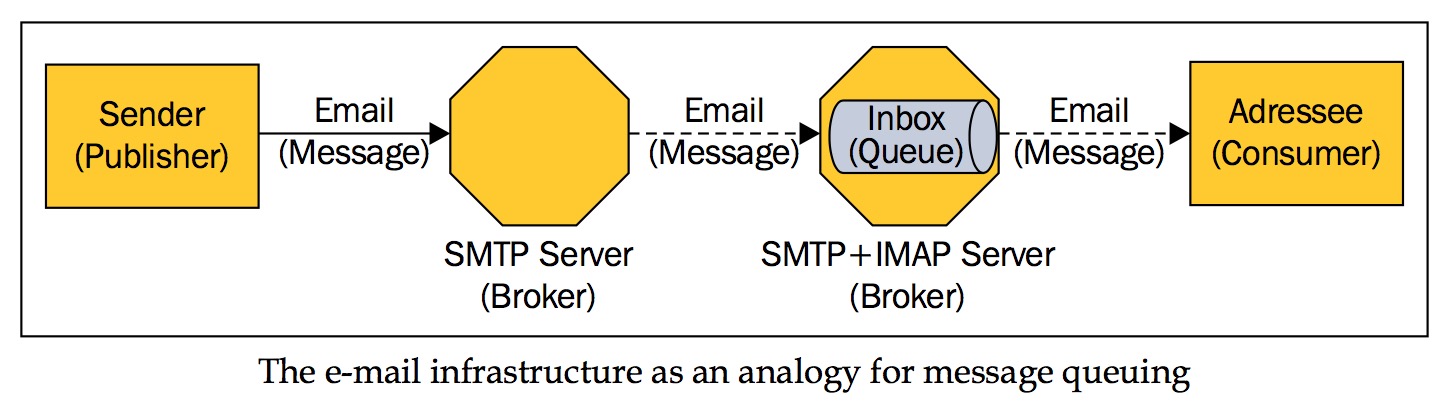 Sender
(Publisher)
Email
(Message)
Email
(Message)
Inbox
(Queue)
Email
(Message)
Adressee
(Consumer)
SMTP Server
(Broker)
SMTP+IMAP Server
(Broker)
The e-mail infrastructure as an analogy for message queuing